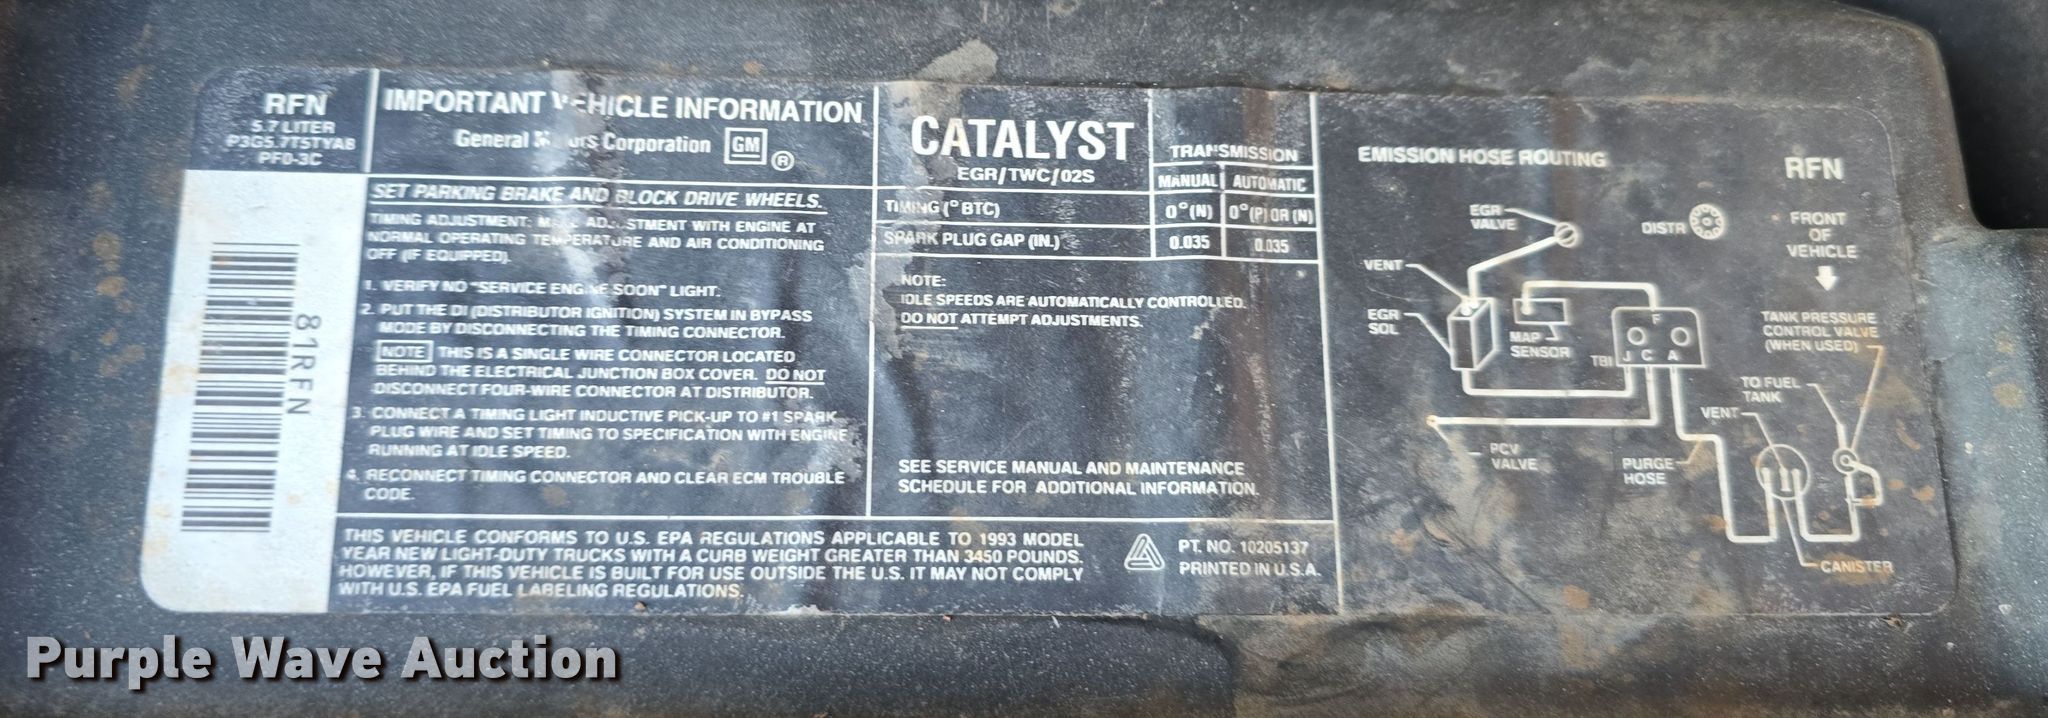 RFN
5.7 LITER
P3G5.7T5TYA8
PF0-3C
81RFN
IMPORTANT VEHICLE INFORMATION
General Motors Corporation GM ®
SET PARKING BRAKE AND BLOCK DRIVE WHEELS.
TIMING ADJUSTMENT: MAKE ADJUSTMENT WITH ENGINE AT
NORMAL OPERATING TEMPERATURE AND AIR CONDITIONING
OFF (IF EQUIPPED).
1. VERIFY NO "SERVICE ENGINE SOON" LIGHT.
2. PUT THE DI (DISTRIBUTOR IGNITION) SYSTEM IN BYPASS
MODE BY DISCONNECTING THE TIMING CONNECTOR.
NOTE THIS IS A SINGLE WIRE CONNECTOR LOCATED
BEHIND THE ELECTRICAL JUNCTION BOX COVER. DO NOT
DISCONNECT FOUR-WIRE CONNECTOR AT DISTRIBUTOR.
3. CONNECT A TIMING LIGHT INDUCTIVE PICK-UP TO #1 SPARK
PLUG WIRE AND SET TIMING TO SPECIFICATION WITH ENGINE
RUNNING AT IDLE SPEED.
4. RECONNECT TIMING CONNECTOR AND CLEAR ECM TROUBLE
CODE.
CATALYST
EGR/TWC/02S
TRANSMISSION
MANUAL AUTOMATIC
TIMING (° BTC) 0°(N) 0°(P) OR (N)
SPARK PLUG GAP (IN.) 0.035 0.035
NOTE:
IDLE SPEEDS ARE AUTOMATICALLY CONTROLLED.
DO NOT ATTEMPT ADJUSTMENTS.
SEE SERVICE MANUAL AND MAINTENANCE
SCHEDULE FOR ADDITIONAL INFORMATION.
THIS VEHICLE CONFORMS TO U.S. EPA REGULATIONS APPLICABLE TO 1993 MODEL
YEAR NEW LIGHT-DUTY TRUCKS WITH A CURB WEIGHT GREATER THAN 3450 POUNDS.
HOWEVER, IF THIS VEHICLE IS BUILT FOR USE OUTSIDE THE U.S. IT MAY NOT COMPLY
WITH U.S. EPA FUEL LABELING REGULATIONS.
PT. NO. 10205137
PRINTED IN U.S.A.
EMISSION HOSE ROUTING
RFN
FRONT
OF
VEHICLE
EGR
VALVE
DISTR
VENT
EGR
SOL
MAP
SENSOR
TBI
F
J C A
TANK PRESSURE
CONTROL VALVE
(WHEN USED)
TO FUEL
TANK
VENT
PCV
VALVE
PURGE
HOSE
CANISTER
Purple Wave Auction